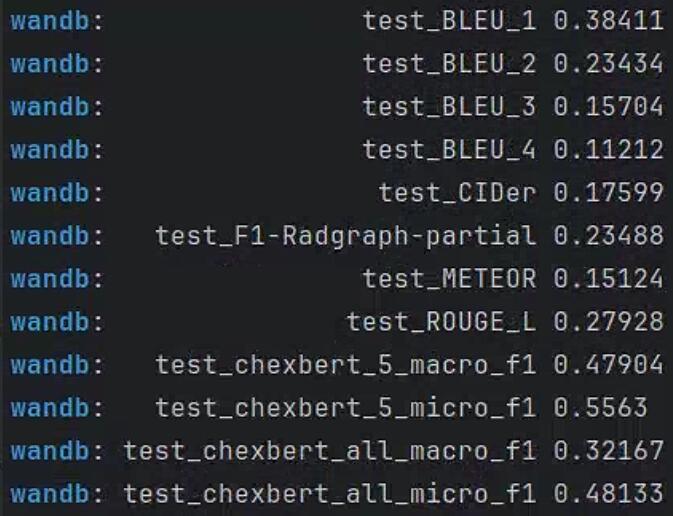 wandb: test_BLEU_1 0.38411
wandb: test_BLEU_2 0.23434
wandb: test_BLEU_3 0.15704
wandb: test_BLEU_4 0.11212
wandb: test_CIDer 0.17599
wandb: test_F1-Radgraph-partial 0.23488
wandb: test_METEOR 0.15124
wandb: test_ROUGE_L 0.27928
wandb: test_chexbert_5_macro_f1 0.47904
wandb: test_chexbert_5_micro_f1 0.5563
wandb: test_chexbert_all_macro_f1 0.32167
wandb: test_chexbert_all_micro_f1 0.48133